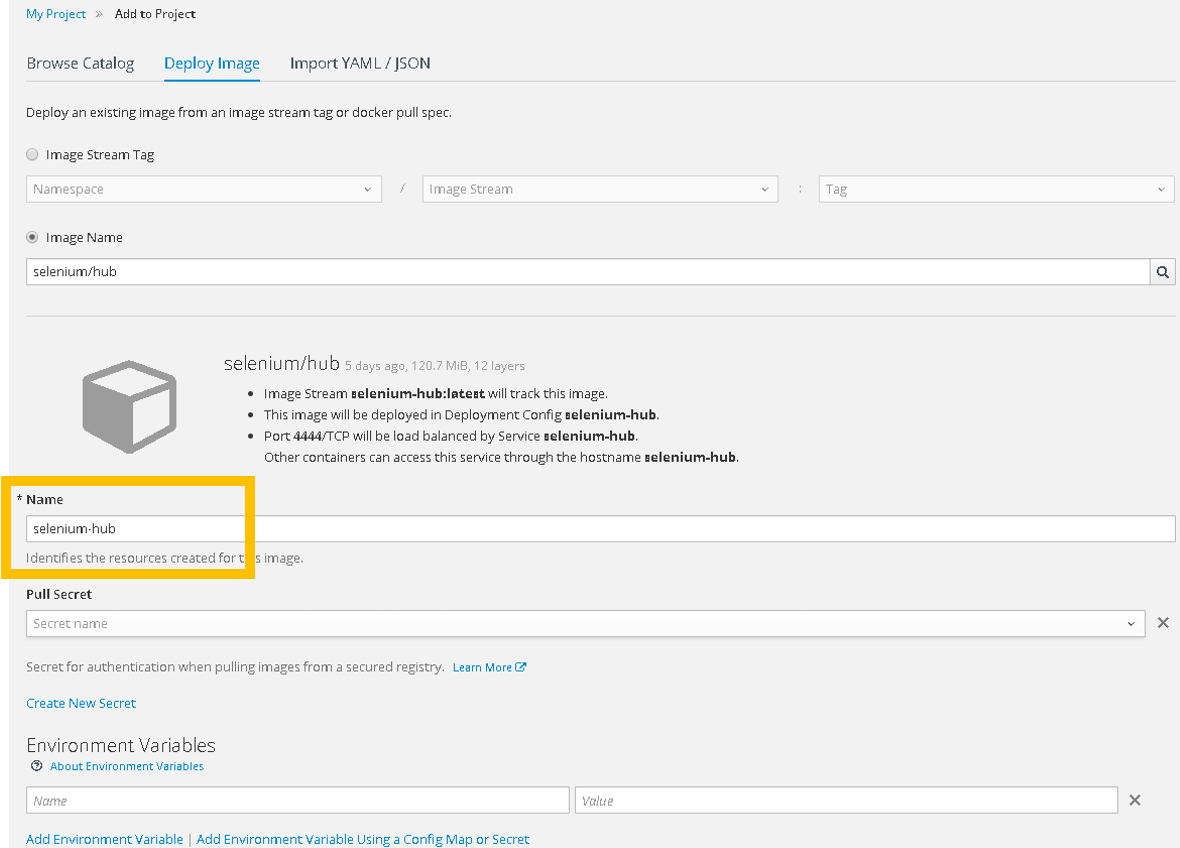 My Project » Add to Project
Browse Catalog Deploy Image Import YAML / JSON
Deploy an existing image from an image stream tag or docker pull spec.
Image Stream Tag
Namespace / Image Stream : Tag
Image Name
selenium/hub
selenium/hub 5 days ago, 120.7 MiB, 12 layers
• Image Stream selenium-hub:latest will track this image.
• This image will be deployed in Deployment Config selenium-hub.
• Port 4444/TCP will be load balanced by Service selenium-hub.
Other containers can access this service through the hostname selenium-hub.
* Name
selenium-hub
Identifies the resources created for this image.
Pull Secret
Secret name
Secret for authentication when pulling images from a secured registry. Learn More
Create New Secret
Environment Variables
About Environment Variables
Name Value
Add Environment Variable | Add Environment Variable Using a Config Map or Secret